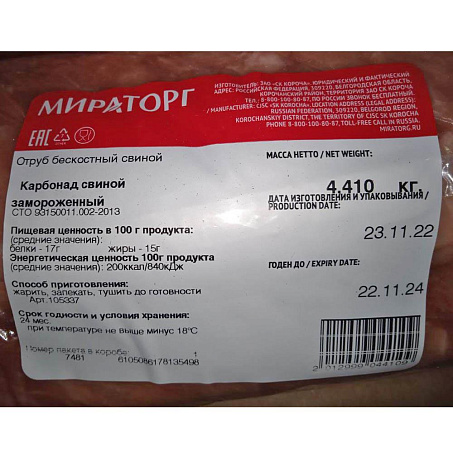 МИРАТОРГ
ИЗГОТОВИТЕЛЬ: ЗАО «СК КОРОЧА», ЮРИДИЧЕСКИЙ И ФАКТИЧЕСКИЙ
АДРЕС: РОССИЙСКАЯ ФЕДЕРАЦИЯ, 309220, БЕЛГОРОДСКАЯ ОБЛ.,
КОРОЧАНСКИЙ РАЙОН, ТЕРРИТОРИЯ ЗАО СК КОРОЧА
ТЕЛ. 8-800-100-80-87, ПО РОССИИ ЗВОНОК БЕСПЛАТНЫЙ.
/ MANUFACTURER: CJSC «SK KOROCHA», LOCATION ADDRESS (LEGAL ADDRESS):
RUSSIAN FEDERATION, 309220, BELGOROD REGION,
KOROCHANSKIY DISTRICT, THE TERRITORY OF CJSC SK KOROCHA
PHONE 8-800-100-80-87, TOLL-FREE CALL IN RUSSIA.
MIRATORG.RU
EAC
Отруб бескостный свиной
Карбонад свиной
замороженный
СТО 93150011.002-2013
Пищевая ценность в 100 г продукта:
(средние значения):
белки - 17г жиры - 15г
Энергетическая ценность 100г продукта
(средние значения): 200ккал/840кДж
Способ приготовления:
жарить, запекать, тушить до готовности
Арт.105337
Срок годности и условия хранения:
24 мес.
при температуре не выше минус 18°С
Номер пакета в коробе: 1
7481 6105086178135498
МАССА НЕТТО / NET WEIGHT:
4.410 КГ.
ДАТА ИЗГОТОВЛЕНИЯ И УПАКОВЫВАНИЯ /
PRODUCTION DATE:
23.11.22
ГОДЕН ДО / EXPIRY DATE:
22.11.24
2 012999 044109